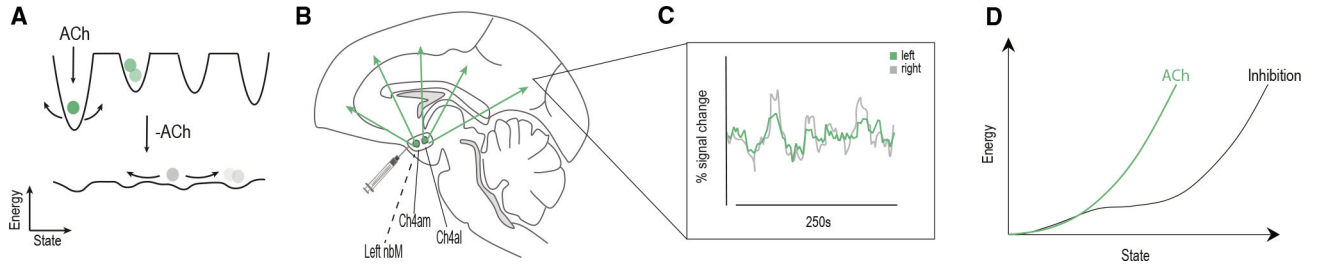 A
ACh
-ACh
Energy
State
B
Ch4am
Ch4al
Left nbM
C
left
right
% signal change
250s
D
ACh
Inhibition
Energy
State